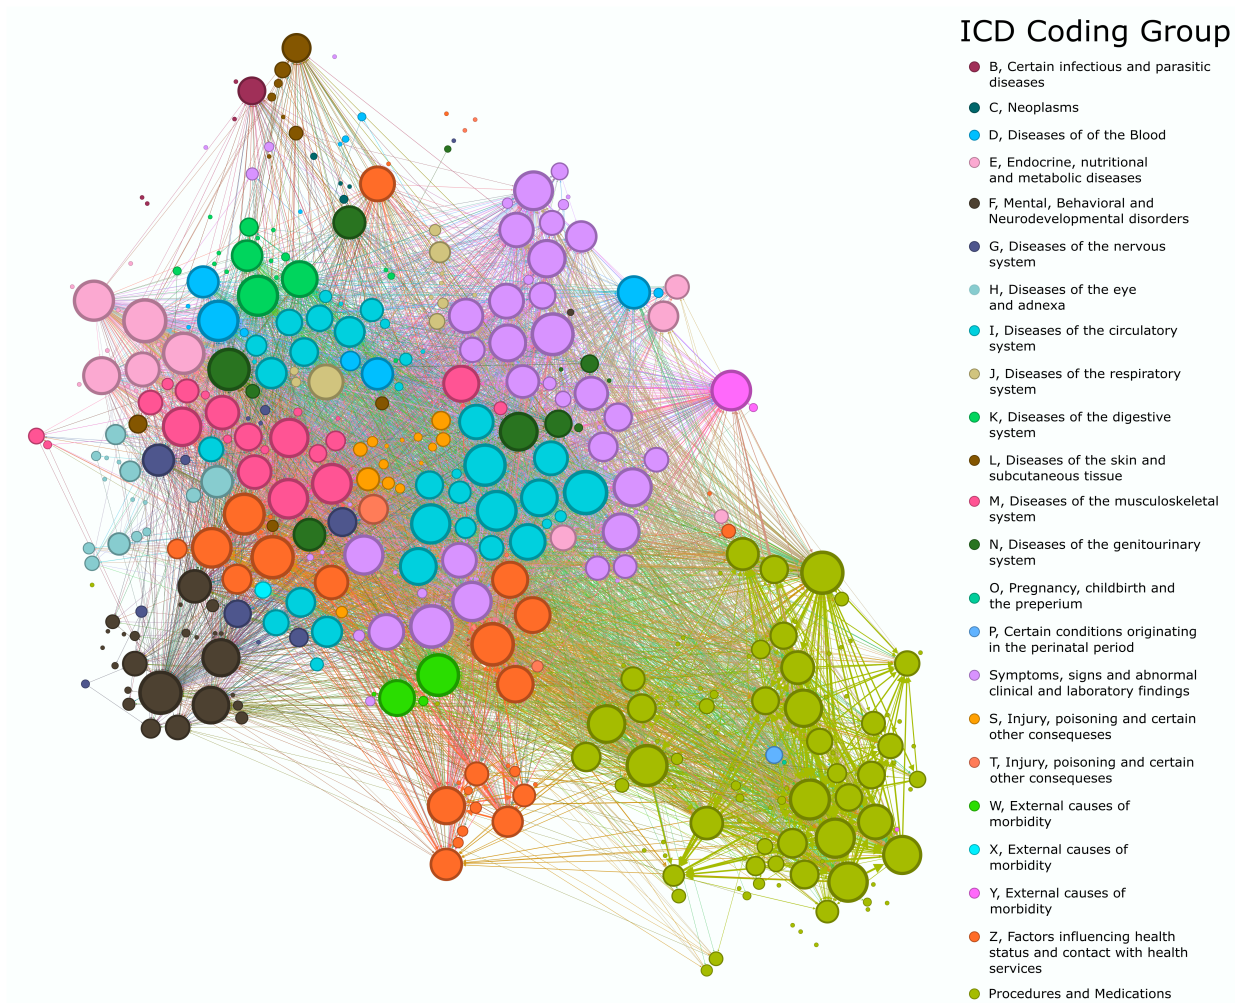 ICD Coding Group
B, Certain infectious and parasitic
diseases
C, Neoplasms
D, Diseases of of the Blood
E, Endocrine, nutritional
and metabolic diseases
F, Mental, Behavioral and
Neurodevelopmental disorders
G, Diseases of the nervous
system
H, Diseases of the eye
and adnexa
I, Diseases of the circulatory
system
J, Diseases of the respiratory
system
K, Diseases of the digestive
system
L, Diseases of the skin and
subcutaneous tissue
M, Diseases of the musculoskeletal
system
N, Diseases of the genitourinary
system
O, Pregnancy, childbirth and
the preperium
P, Certain conditions originating
in the perinatal period
Symptoms, signs and abnormal
clinical and laboratory findings
S, Injury, poisoning and certain
other consequeses
T, Injury, poisoning and certain
other consequeses
W, External causes of
morbidity
X, External causes of
morbidity
Y, External causes of
morbidity
Z, Factors influencing health
status and contact with health
services
Procedures and Medications